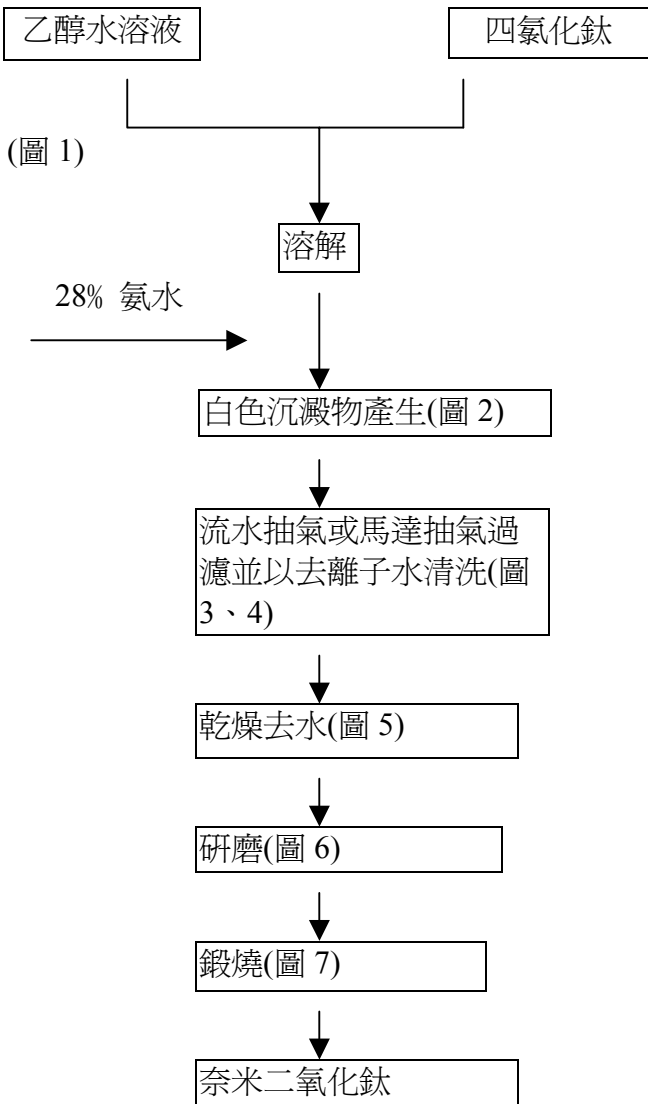 乙醇水溶液
四氯化鈦
(圖 1)
溶解
28% 氨水
白色沉澱物產生(圖 2)
流水抽氣或馬達抽氣過
濾並以去離子水清洗(圖
3、4)
乾燥去水(圖 5)
研磨(圖 6)
鍛燒(圖 7)
奈米二氧化鈦